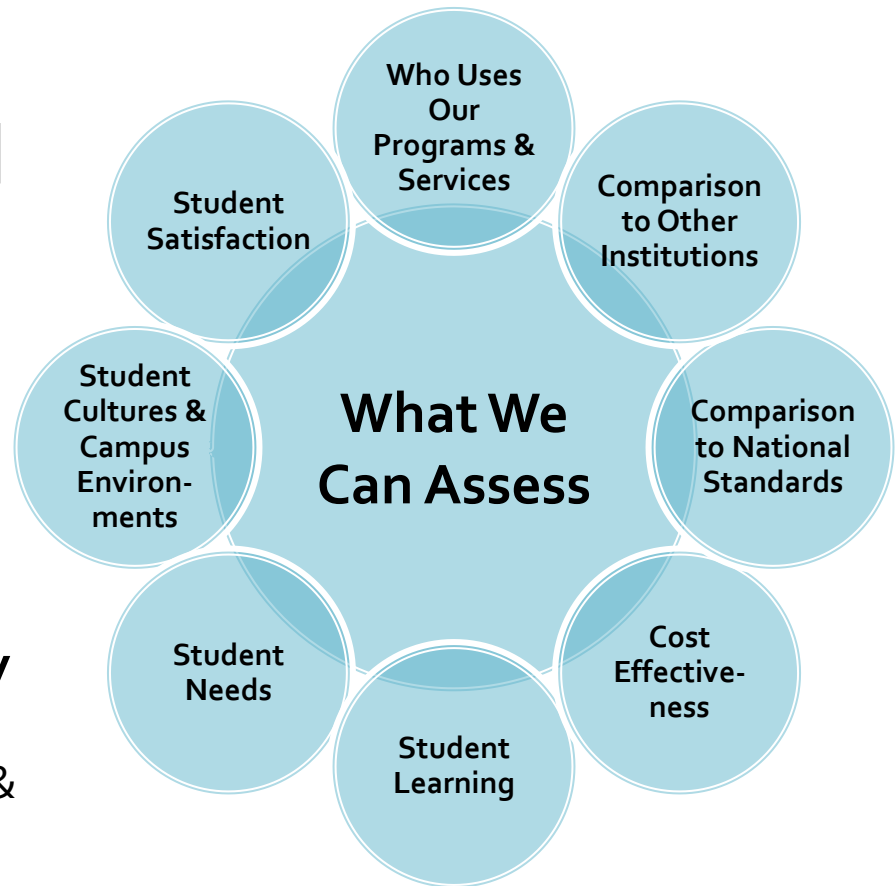 Who Uses
Our
Programs &
Services
Comparison
to Other
Institutions
Comparison
to National
Standards
Cost
Effective-
ness
Student
Learning
Student
Needs
Student
Cultures &
Campus
Environ-
ments
Student
Satisfaction
What We
Can Assess
y
&